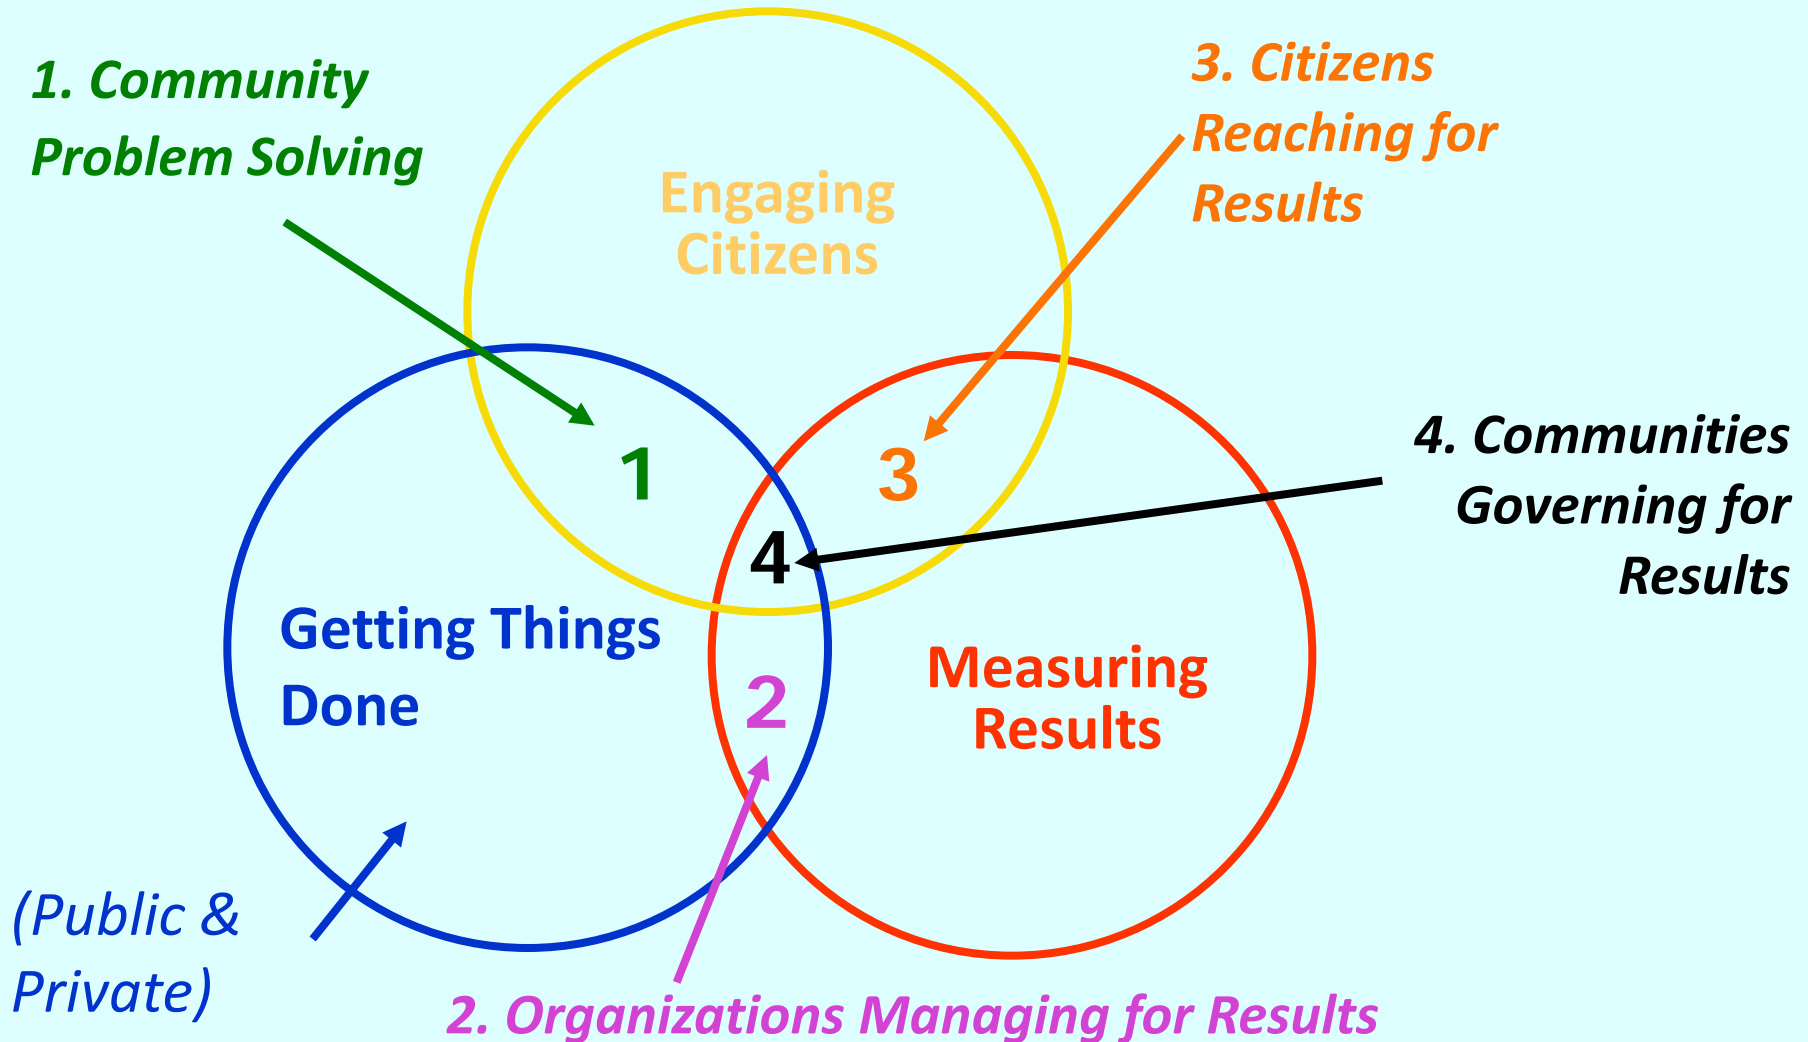 1. Community
Problem Solving
3. Citizens
Reaching for
Results
Engaging
Citizens
4. Communities
Governing for
Results
1
3
4
Getting Things
Done
Measuring
Results
2
(Public &
Private)
2. Organizations Managing for Results